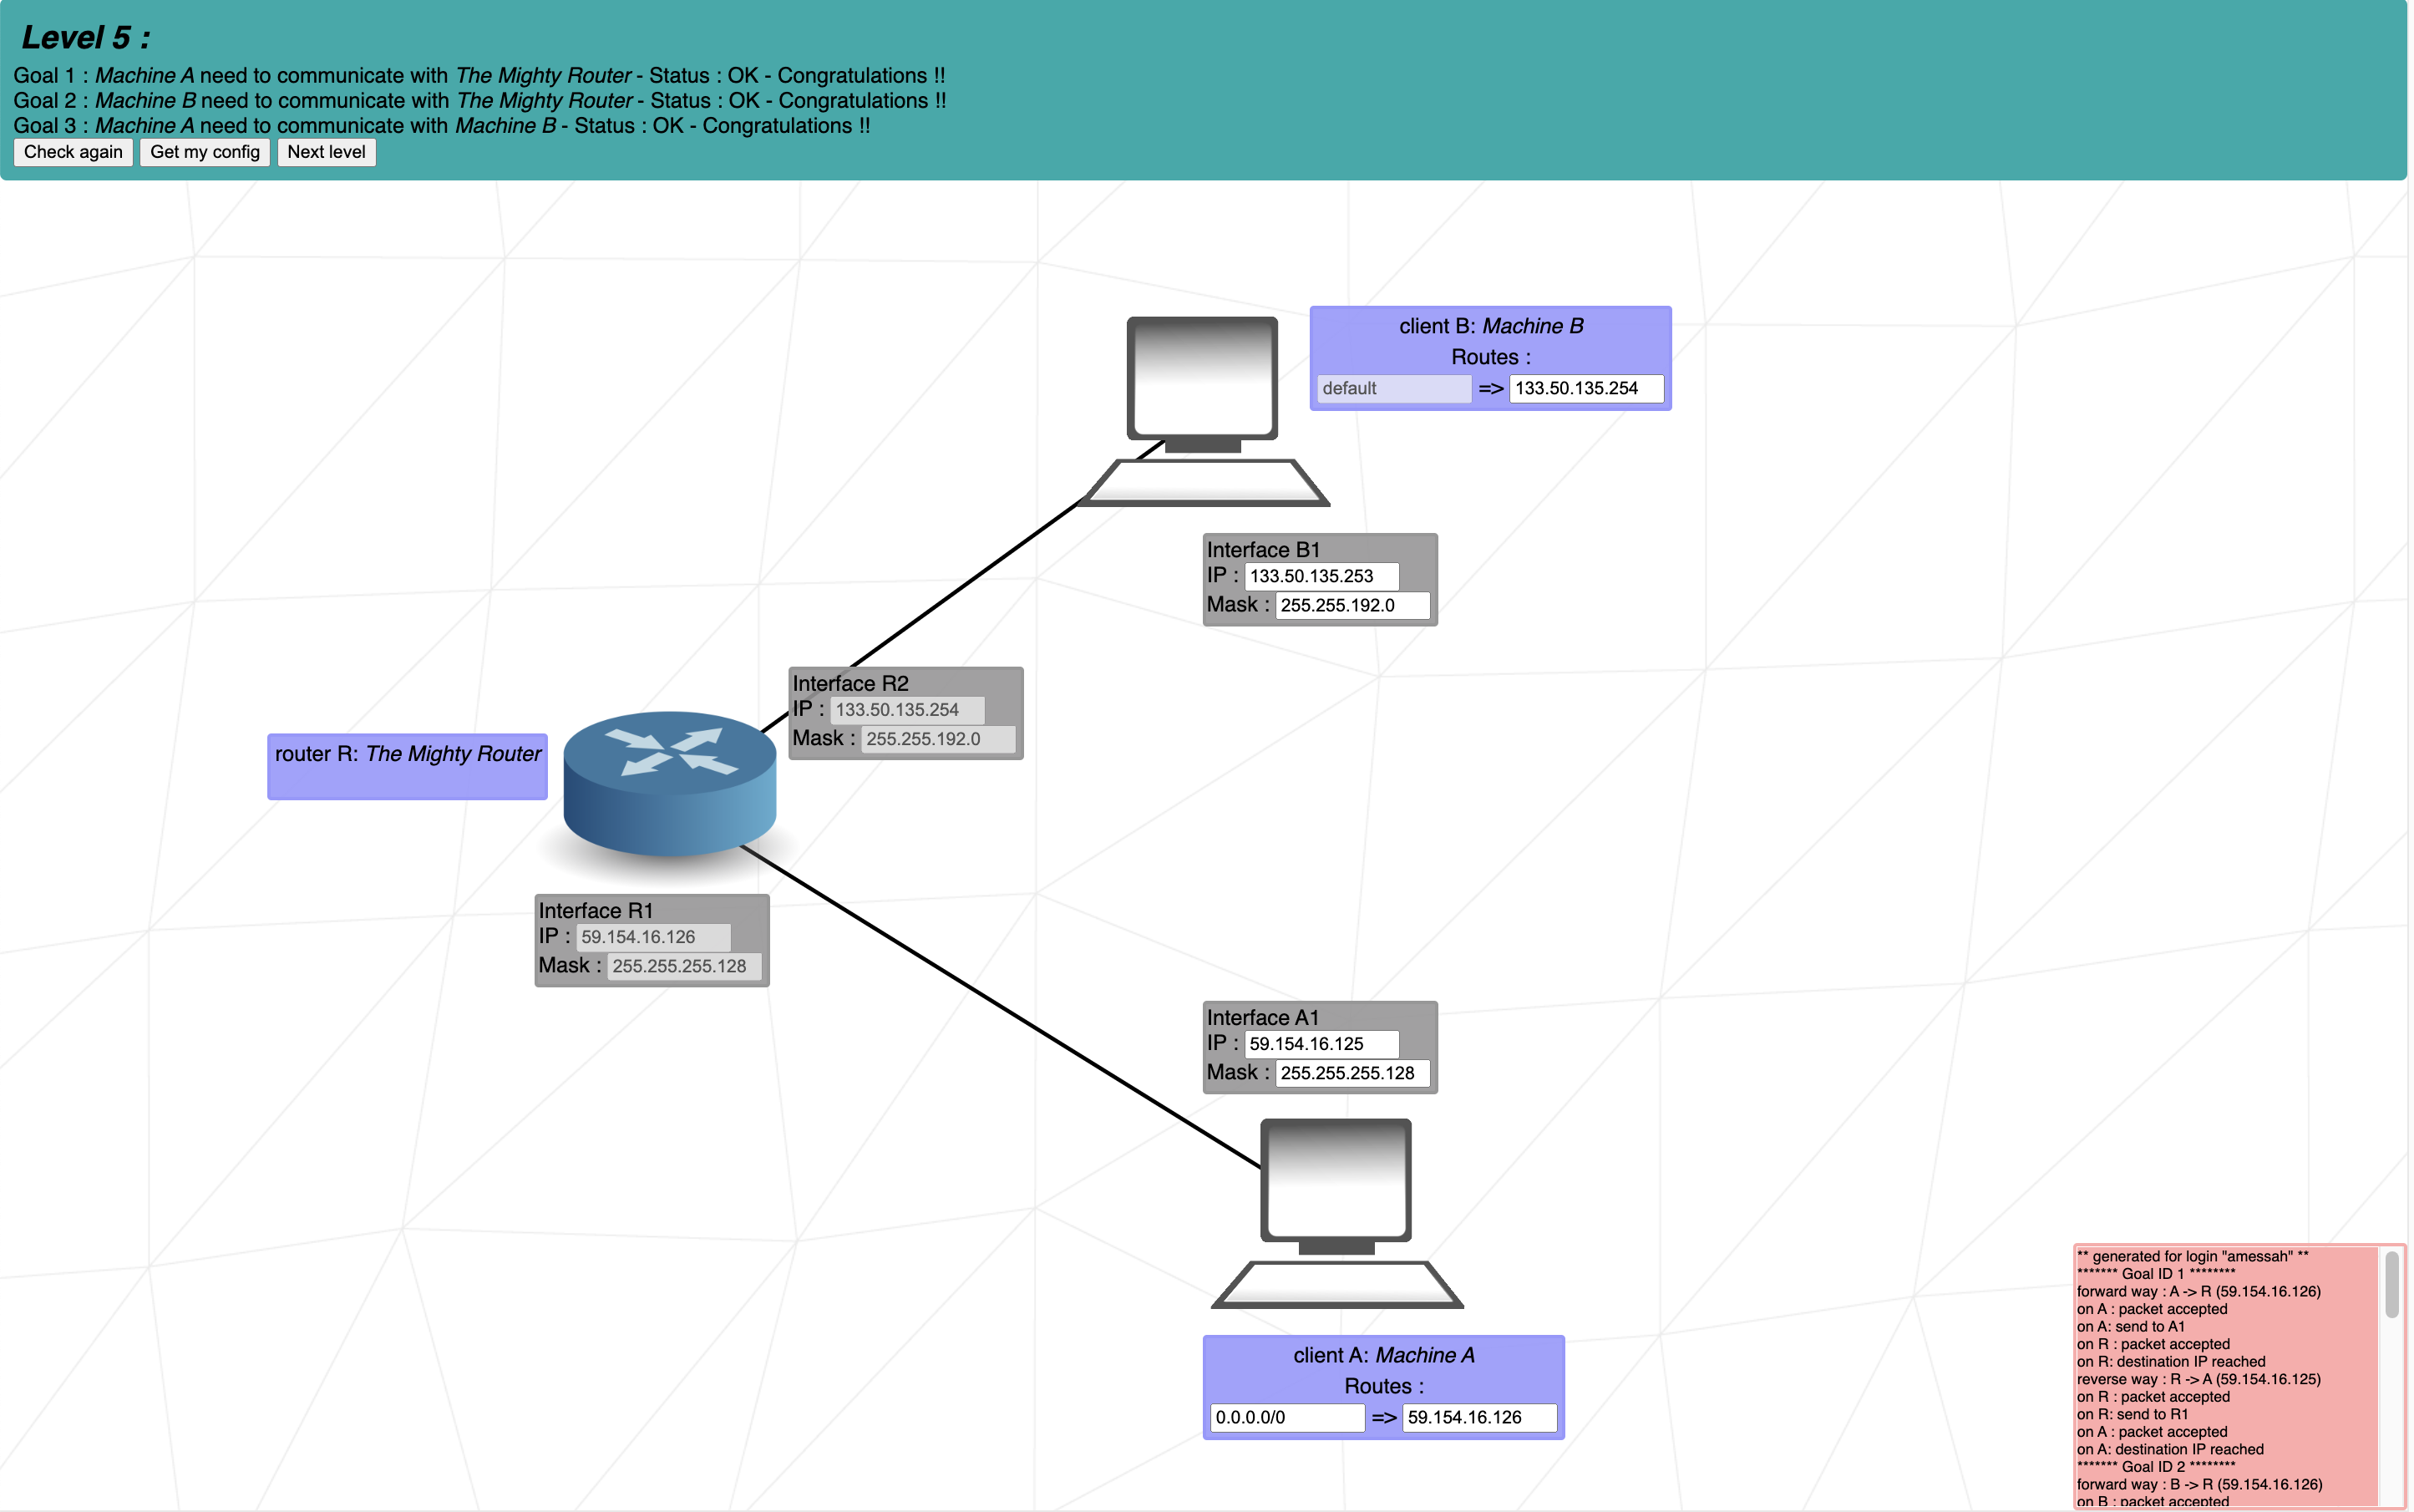 Level 5 :
Goal 1 : Machine A need to communicate with The Mighty Router - Status : OK - Congratulations !!
Goal 2 : Machine B need to communicate with The Mighty Router - Status : OK - Congratulations !!
Goal 3 : Machine A need to communicate with Machine B - Status : OK - Congratulations !!
Check again Get my config Next level
client B: Machine B
Routes :
default => 133.50.135.254
Interface B1
IP : 133.50.135.253
Mask : 255.255.192.0
Interface R2
IP : 133.50.135.254
Mask : 255.255.192.0
router R: The Mighty Router
Interface R1
IP : 59.154.16.126
Mask : 255.255.255.128
Interface A1
IP : 59.154.16.125
Mask : 255.255.255.128
client A: Machine A
Routes :
0.0.0.0/0 => 59.154.16.126
** generated for login "amessah" **
******* Goal ID 1 ********
forward way : A -> R (59.154.16.126)
on A : packet accepted
on A: send to A1
on R : packet accepted
on R: destination IP reached
reverse way : R -> A (59.154.16.125)
on R : packet accepted
on R: send to R1
on A : packet accepted
on A: destination IP reached
******* Goal ID 2 ********
forward way : B -> R (59.154.16.126)
on B : packet accepted